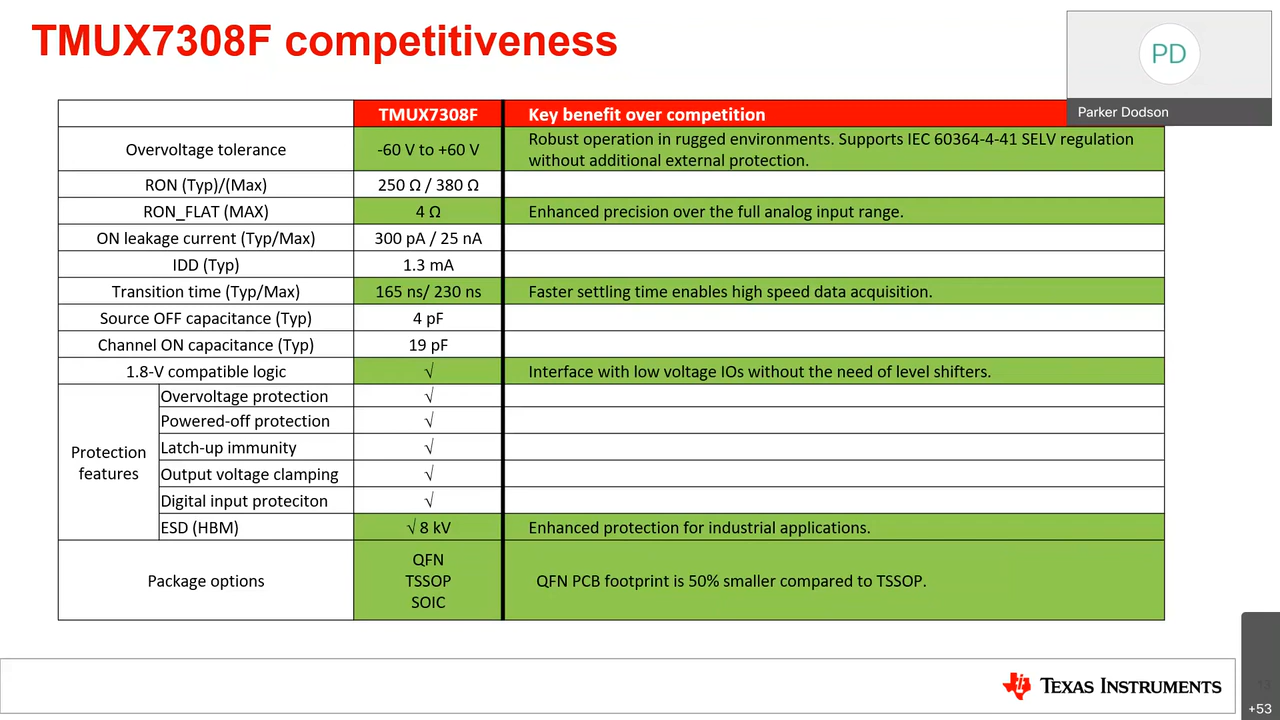 TMUX7308F competitiveness
PD
Parker Dodson
TMUX7308F
Key benefit over competition
Overvoltage tolerance
-60 V to +60 V
Robust operation in rugged environments. Supports IEC 60364-4-41 SELV regulation
without additional external protection.
RON (Typ)/(Max)
250 Ω / 380 Ω
RON_FLAT (MAX)
4 Ω
Enhanced precision over the full analog input range.
ON leakage current (Typ/Max)
300 pA / 25 nA
IDD (Typ)
1.3 mA
Transition time (Typ/Max)
165 ns/ 230 ns
Faster settling time enables high speed data acquisition.
Source OFF capacitance (Typ)
4 pF
Channel ON capacitance (Typ)
19 pF
1.8-V compatible logic
√
Interface with low voltage IOs without the need of level shifters.
Protection
features
Overvoltage protection
√
Powered-off protection
√
Latch-up immunity
√
Output voltage clamping
√
Digital input proteciton
√
ESD (HBM)
√ 8 kV
Enhanced protection for industrial applications.
Package options
QFN
TSSOP
SOIC
QFN PCB footprint is 50% smaller compared to TSSOP.
TEXAS INSTRUMENTS
13
+53